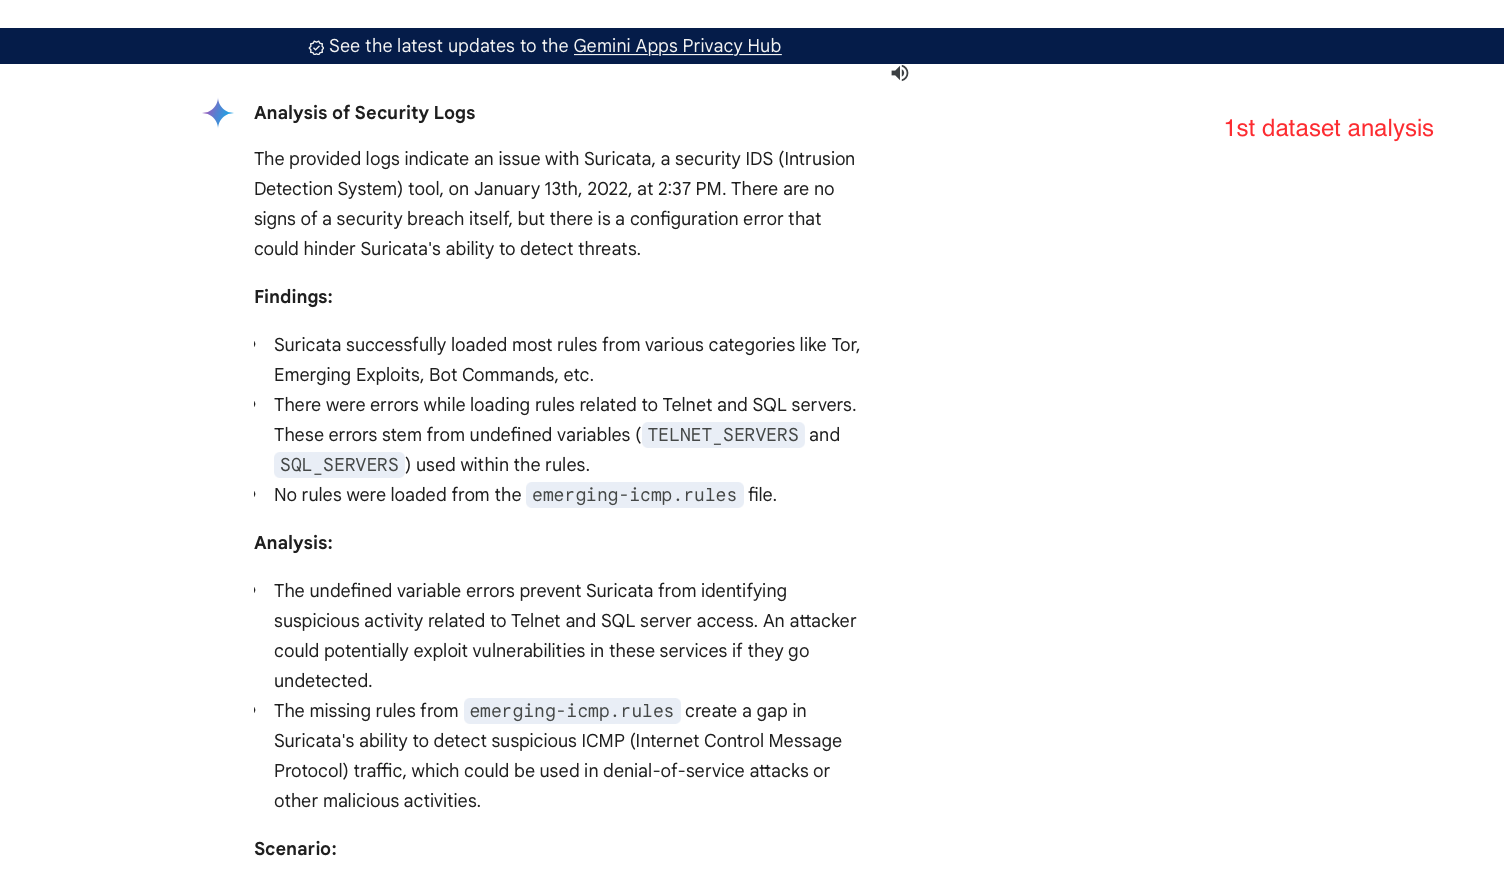 See the latest updates to the Gemini Apps Privacy Hub
Analysis of Security Logs
1st dataset analysis
The provided logs indicate an issue with Suricata, a security IDS (Intrusion
Detection System) tool, on January 13th, 2022, at 2:37 PM. There are no
signs of a security breach itself, but there is a configuration error that
could hinder Suricata's ability to detect threats.
Findings:
Suricata successfully loaded most rules from various categories like Tor,
Emerging Exploits, Bot Commands, etc.
There were errors while loading rules related to Telnet and SQL servers.
These errors stem from undefined variables ( TELNET_SERVERS and
SQL_SERVERS ) used within the rules.
No rules were loaded from the emerging-icmp.rules file.
Analysis:
The undefined variable errors prevent Suricata from identifying
suspicious activity related to Telnet and SQL server access. An attacker
could potentially exploit vulnerabilities in these services if they go
undetected.
The missing rules from emerging-icmp.rules create a gap in
Suricata's ability to detect suspicious ICMP (Internet Control Message
Protocol) traffic, which could be used in denial-of-service attacks or
other malicious activities.
Scenario: